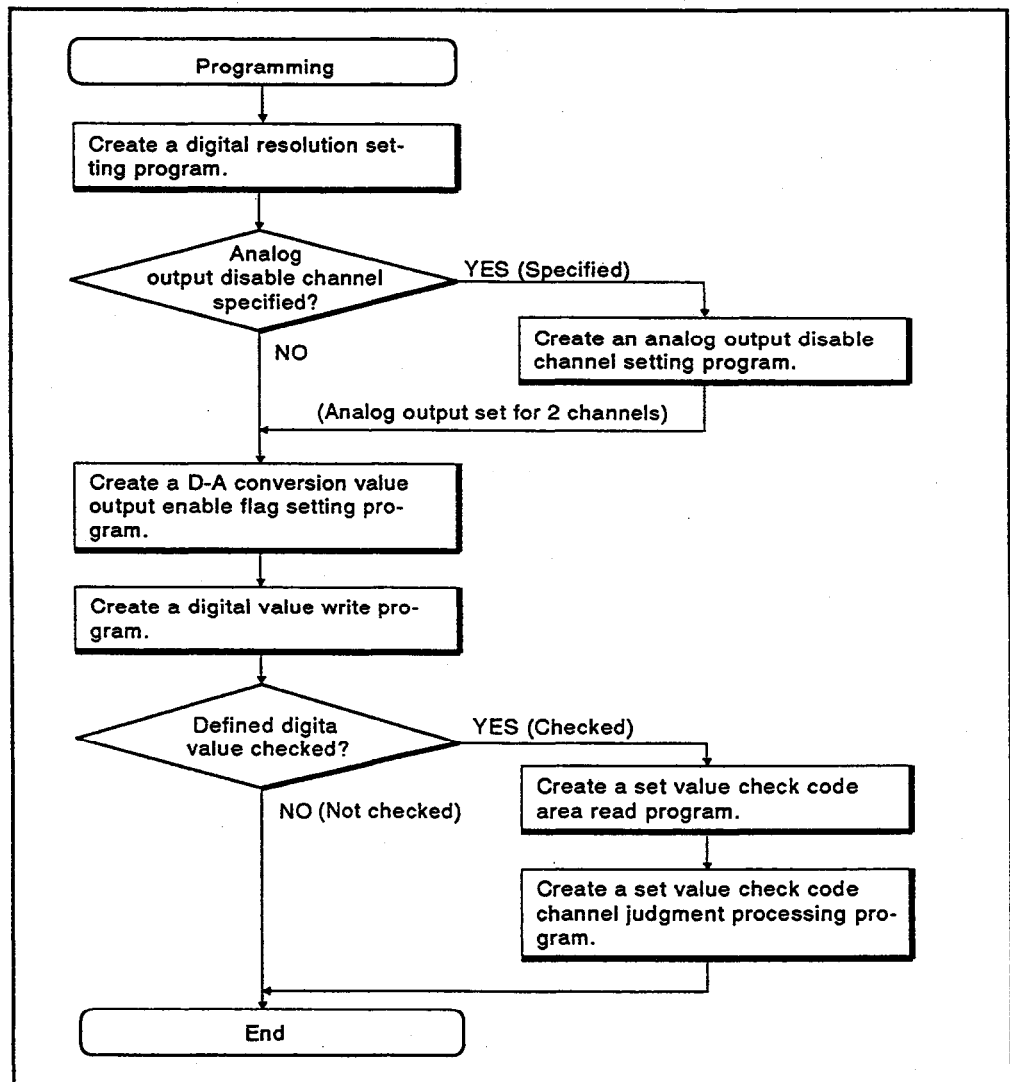 Programming
Create a digital resolution set-
ting program.
Analog
output disable channel
specified?
YES (Specified)
Create an analog output disable
channel setting program.
NO
(Analog output set for 2 channels)
Create a D-A conversion value
output enable flag setting pro-
gram.
Create a digital value write pro-
gram.
Defined digita
value checked?
YES (Checked)
Create a set value check code
area read program.
NO (Not checked)
Create a set value check code
channel judgment processing pro-
gram.
End